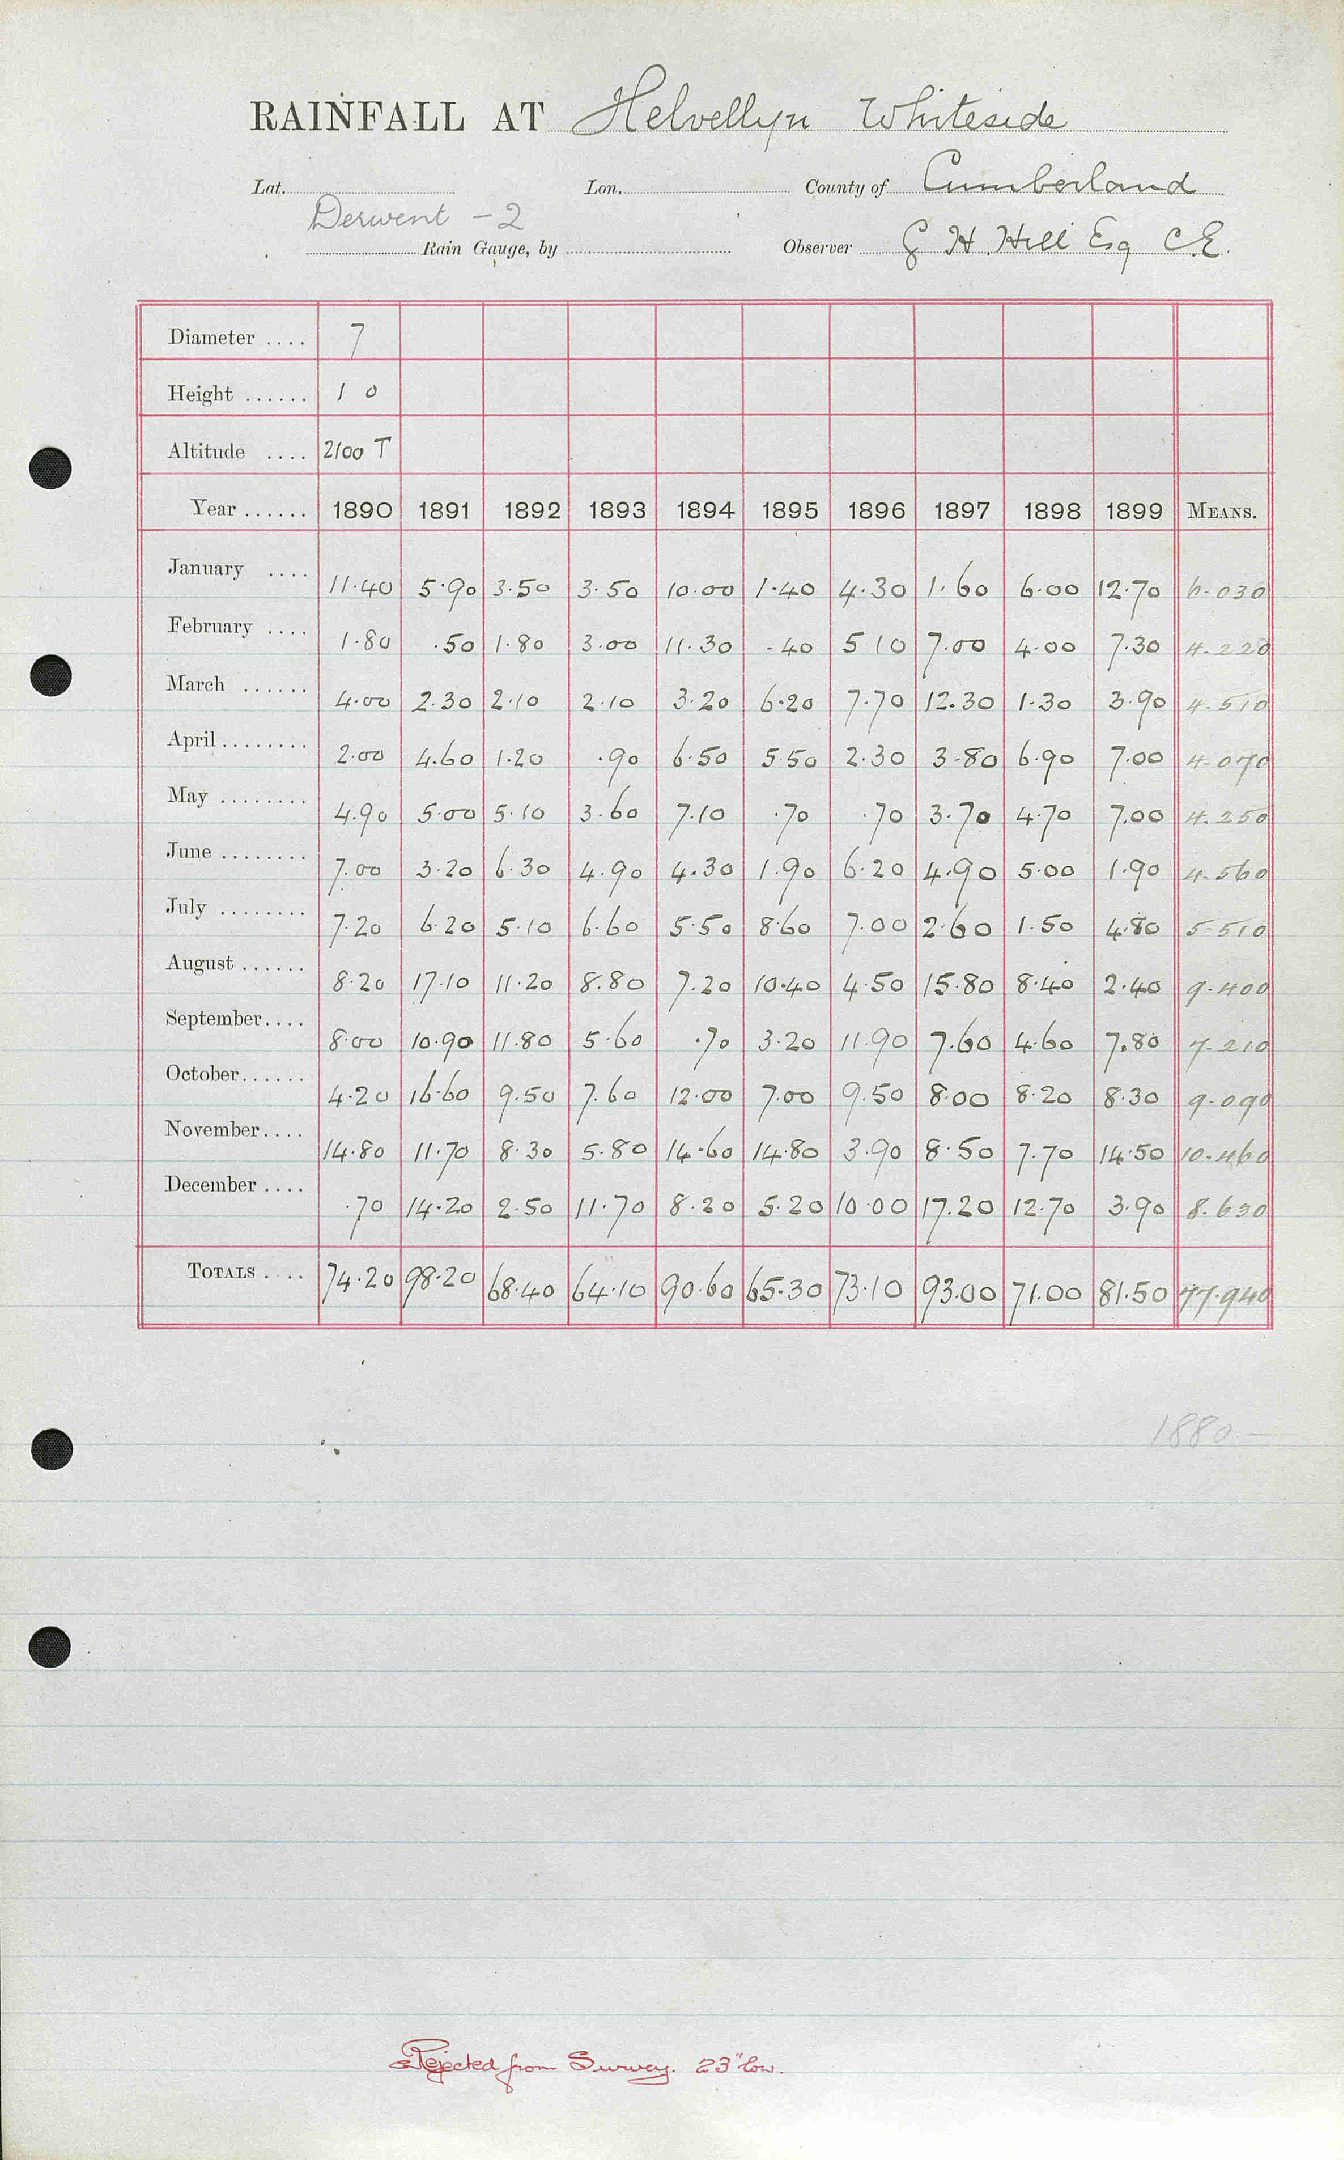 RAINFALL AT Helvellyn Whiteside
Lat. Lon. County of Cumberland
Derwent - 2
Rain Gauge, by Observer G H Hill Esq C.E.
Diameter .... 7
Height ...... 1 0
Altitude .... 2100 T
Year ...... 1890 1891 1892 1893 1894 1895 1896 1897 1898 1899 MEANS.
January .... 11.40 5.90 3.50 3.50 10.00 1.40 4.30 1.60 6.00 12.70 6.030
February .... 1.80 .50 1.80 3.00 11.30 .40 5 10 7.00 4.00 7.30 4.220
March ...... 4.00 2.30 2.10 2.10 3.20 6.20 7.70 12.30 1.30 3.90 4.510
April ........ 2.00 4.60 1.20 .90 6.50 5.50 2.30 3.80 6.90 7.00 4.070
May ........ 4.90 5.00 5.10 3.60 7.10 .70 .70 3.70 4.70 7.00 4.250
June ........ 7.00 3.20 6.30 4.90 4.30 1.90 6.20 4.90 5.00 1.90 4.560
July ........ 7.20 6.20 5.10 6.60 5.50 8.60 7.00 2.60 1.50 4.80 5.510
August ...... 8.20 17.10 11.20 8.80 7.20 10.40 4.50 15.80 8.40 2.40 9.400
September.... 8.00 10.90 11.80 5.60 .70 3.20 11.90 7.60 4.60 7.80 7.210
October...... 4.20 16.60 9.50 7.60 12.00 7.00 9.50 8.00 8.20 8.30 9.090
November.... 14.80 11.70 8.30 5.80 14.60 14.80 3.90 8.50 7.70 14.50 10.460
December .... .70 14.20 2.50 11.70 8.20 5.20 10.00 17.20 12.70 3.90 8.630
TOTALS .... 74.20 98.20 68.40 64.10 90.60 65.30 73.10 93.00 71.00 81.50 77.940
1880 -
Rejected from Survey. 23" low.